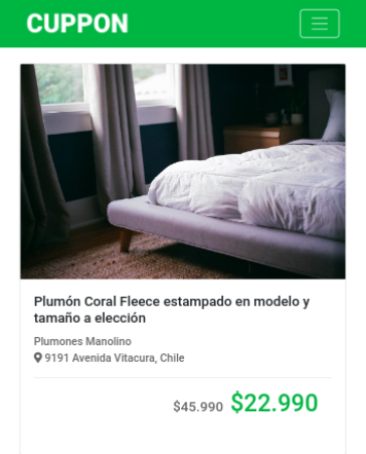 CUPPON
Plumón Coral Fleece estampado en modelo y
tamaño a elección
Plumones Manolino
9191 Avenida Vitacura, Chile
$45.990 $22.990